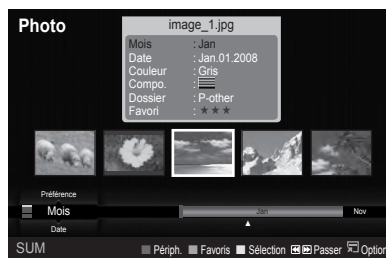 Photo
image_1.jpg
Mois : Jan
Date : Jan.01.2008
Couleur : Gris
Compo. :
Dossier : P-other
Favori : ★★★
Préférence
Mois
Jan
Nov
Date
SUM
Périph. Favoris Sélection Passer Option